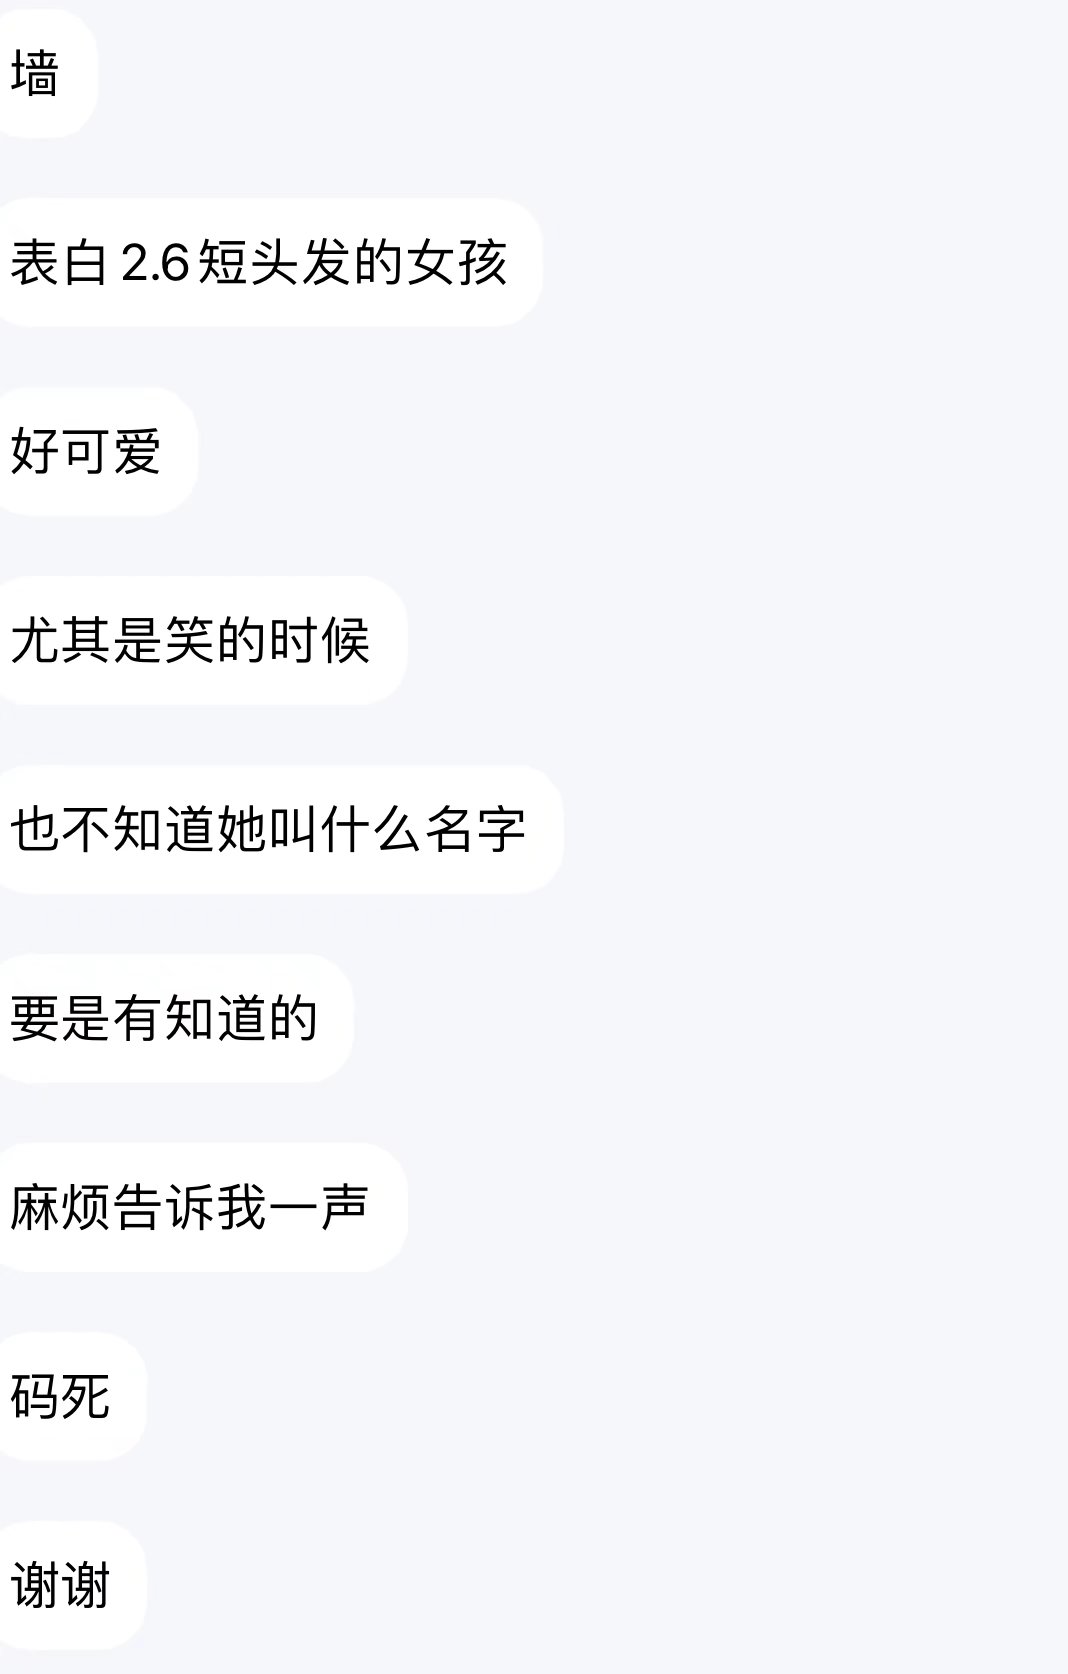 墙
表白2.6短头发的女孩
好可爱
尤其是笑的时候
也不知道她叫什么名字
要是有知道的
麻烦告诉我一声
码死
谢谢